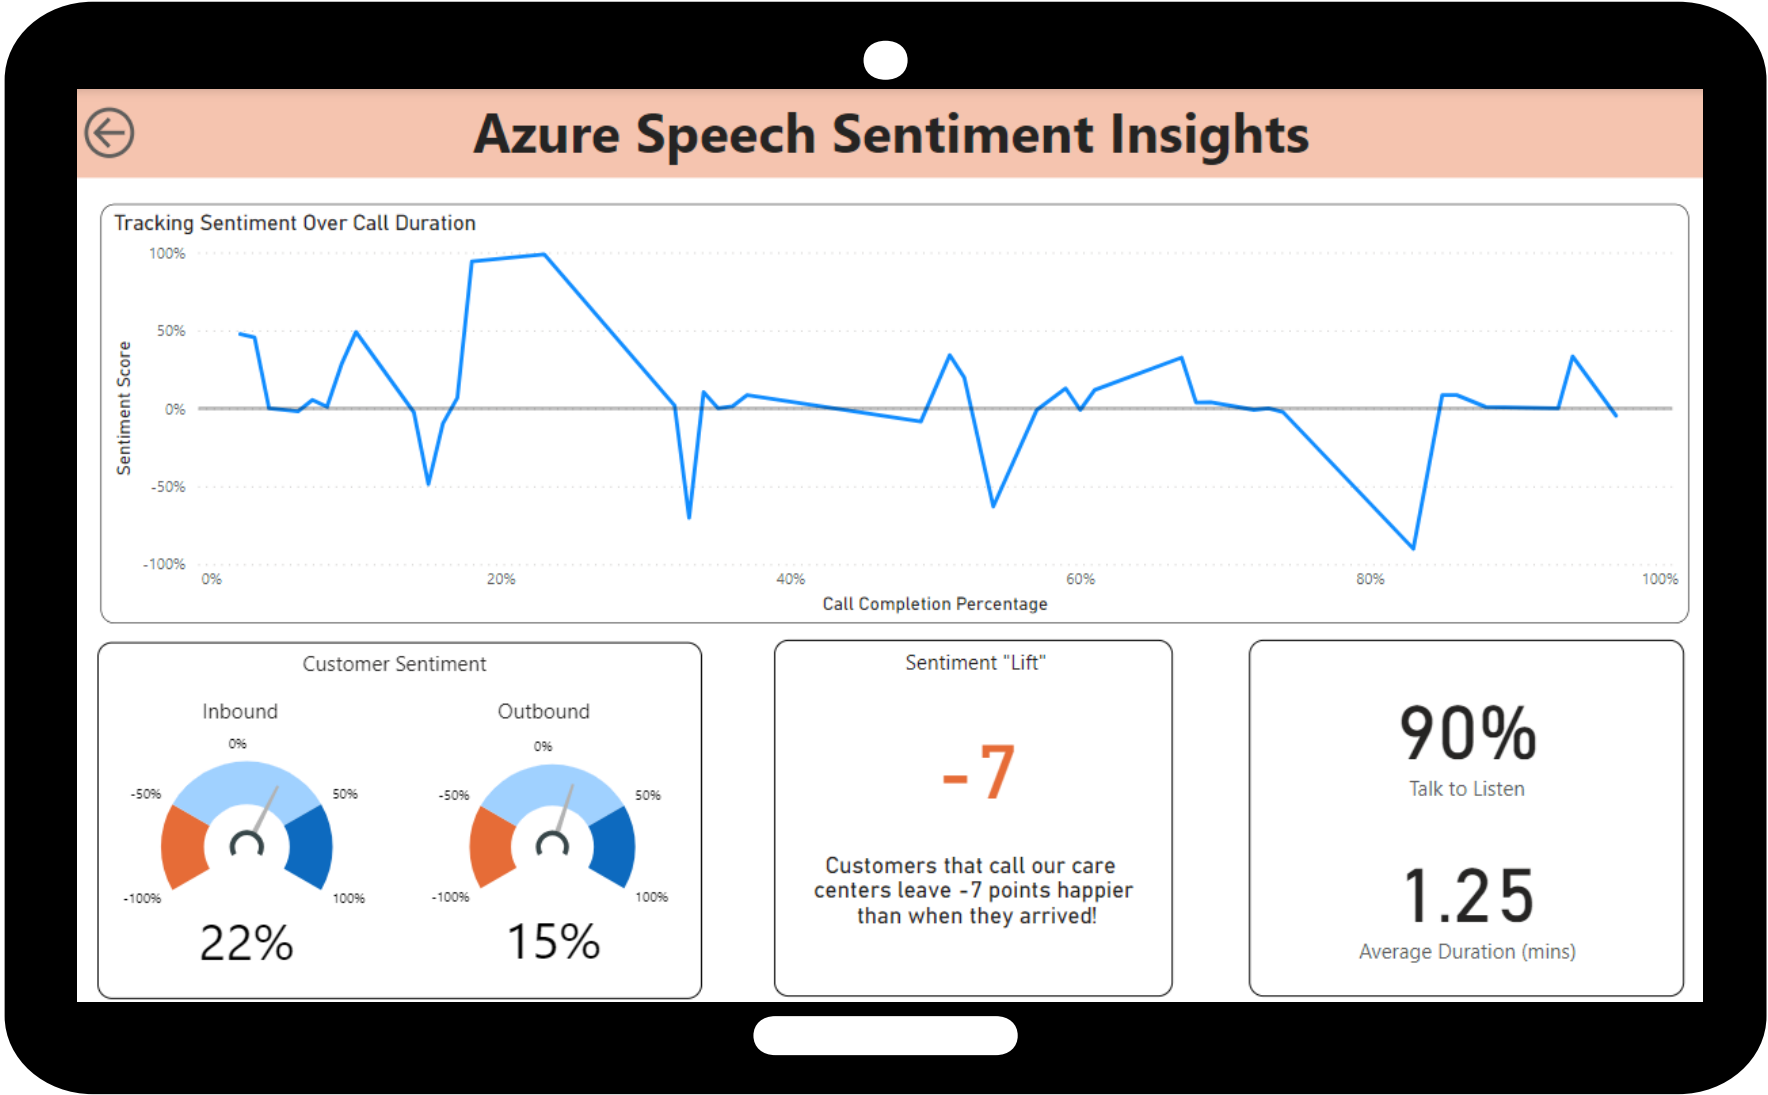 Azure Speech Sentiment Insights
Tracking Sentiment Over Call Duration
100%
50%
0%
-50%
-100%
Sentiment Score
0%
20%
40%
60%
80%
100%
Call Completion Percentage
Customer Sentiment
Inbound
0%
-50%
50%
-100%
100%
22%
Outbound
0%
-50%
50%
-100%
100%
15%
Sentiment "Lift"
-7
Customers that call our care
centers leave -7 points happier
than when they arrived!
90%
Talk to Listen
1.25
Average Duration (mins)